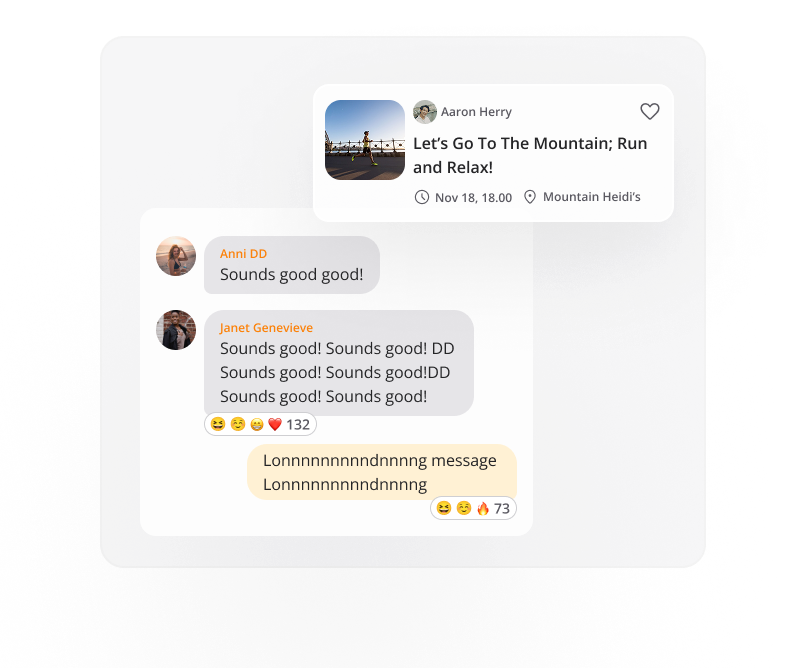 Aaron Herry
Let’s Go To The Mountain; Run
and Relax!
Nov 18, 18.00
Mountain Heidi’s
Anni DD
Sounds good good!
Janet Genevieve
Sounds good! Sounds good! DD
Sounds good! Sounds good!DD
Sounds good! Sounds good!
132
Lonnnnnnnnndnnnng message
Lonnnnnnnnndnnnng
73